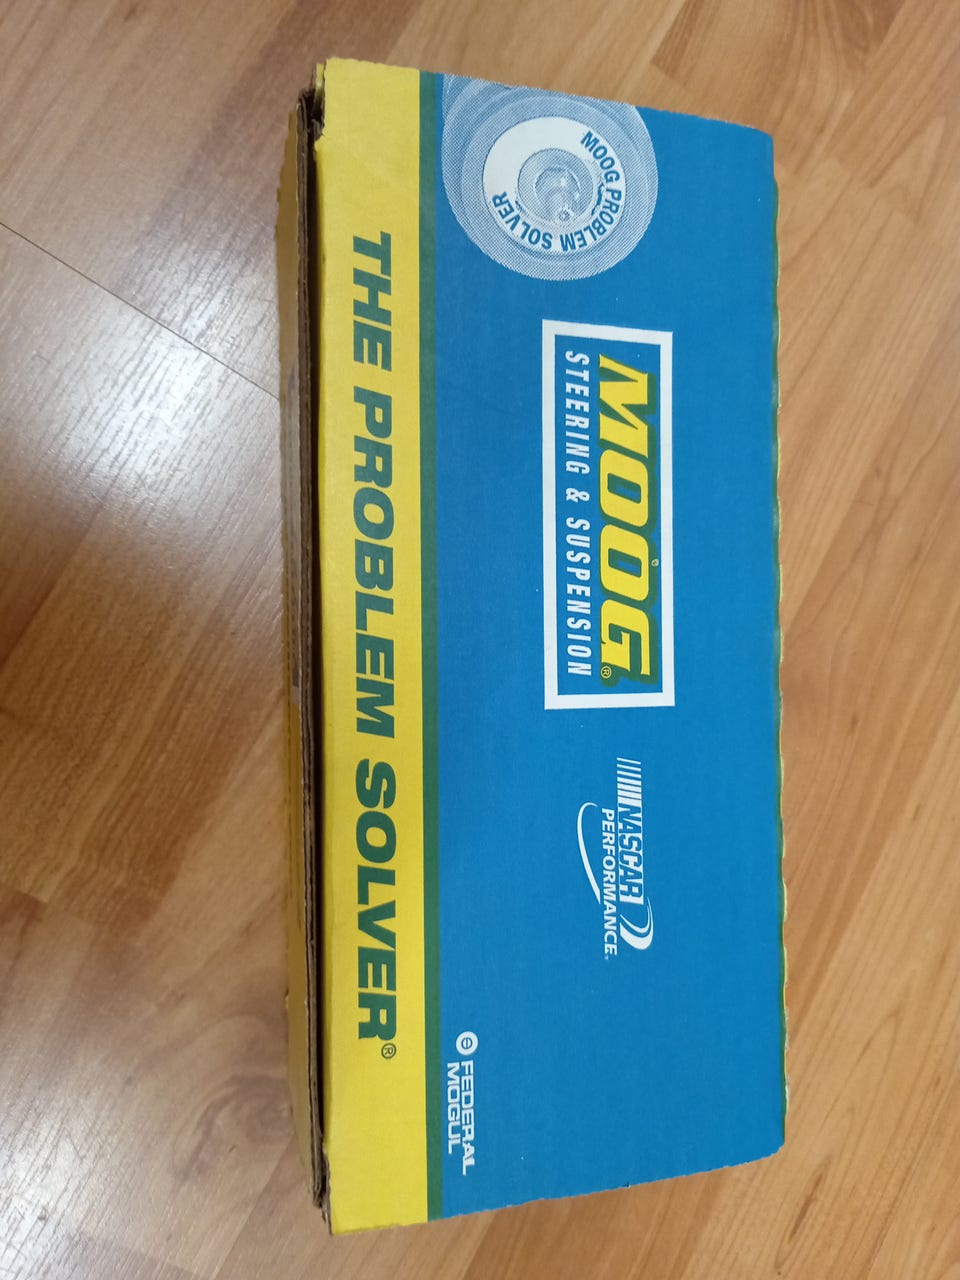 MOOG PROBLEM SOLVER
MOOG®
STEERING & SUSPENSION
NASCAR
PERFORMANCE
FEDERAL
MOGUL
THE PROBLEM SOLVER®